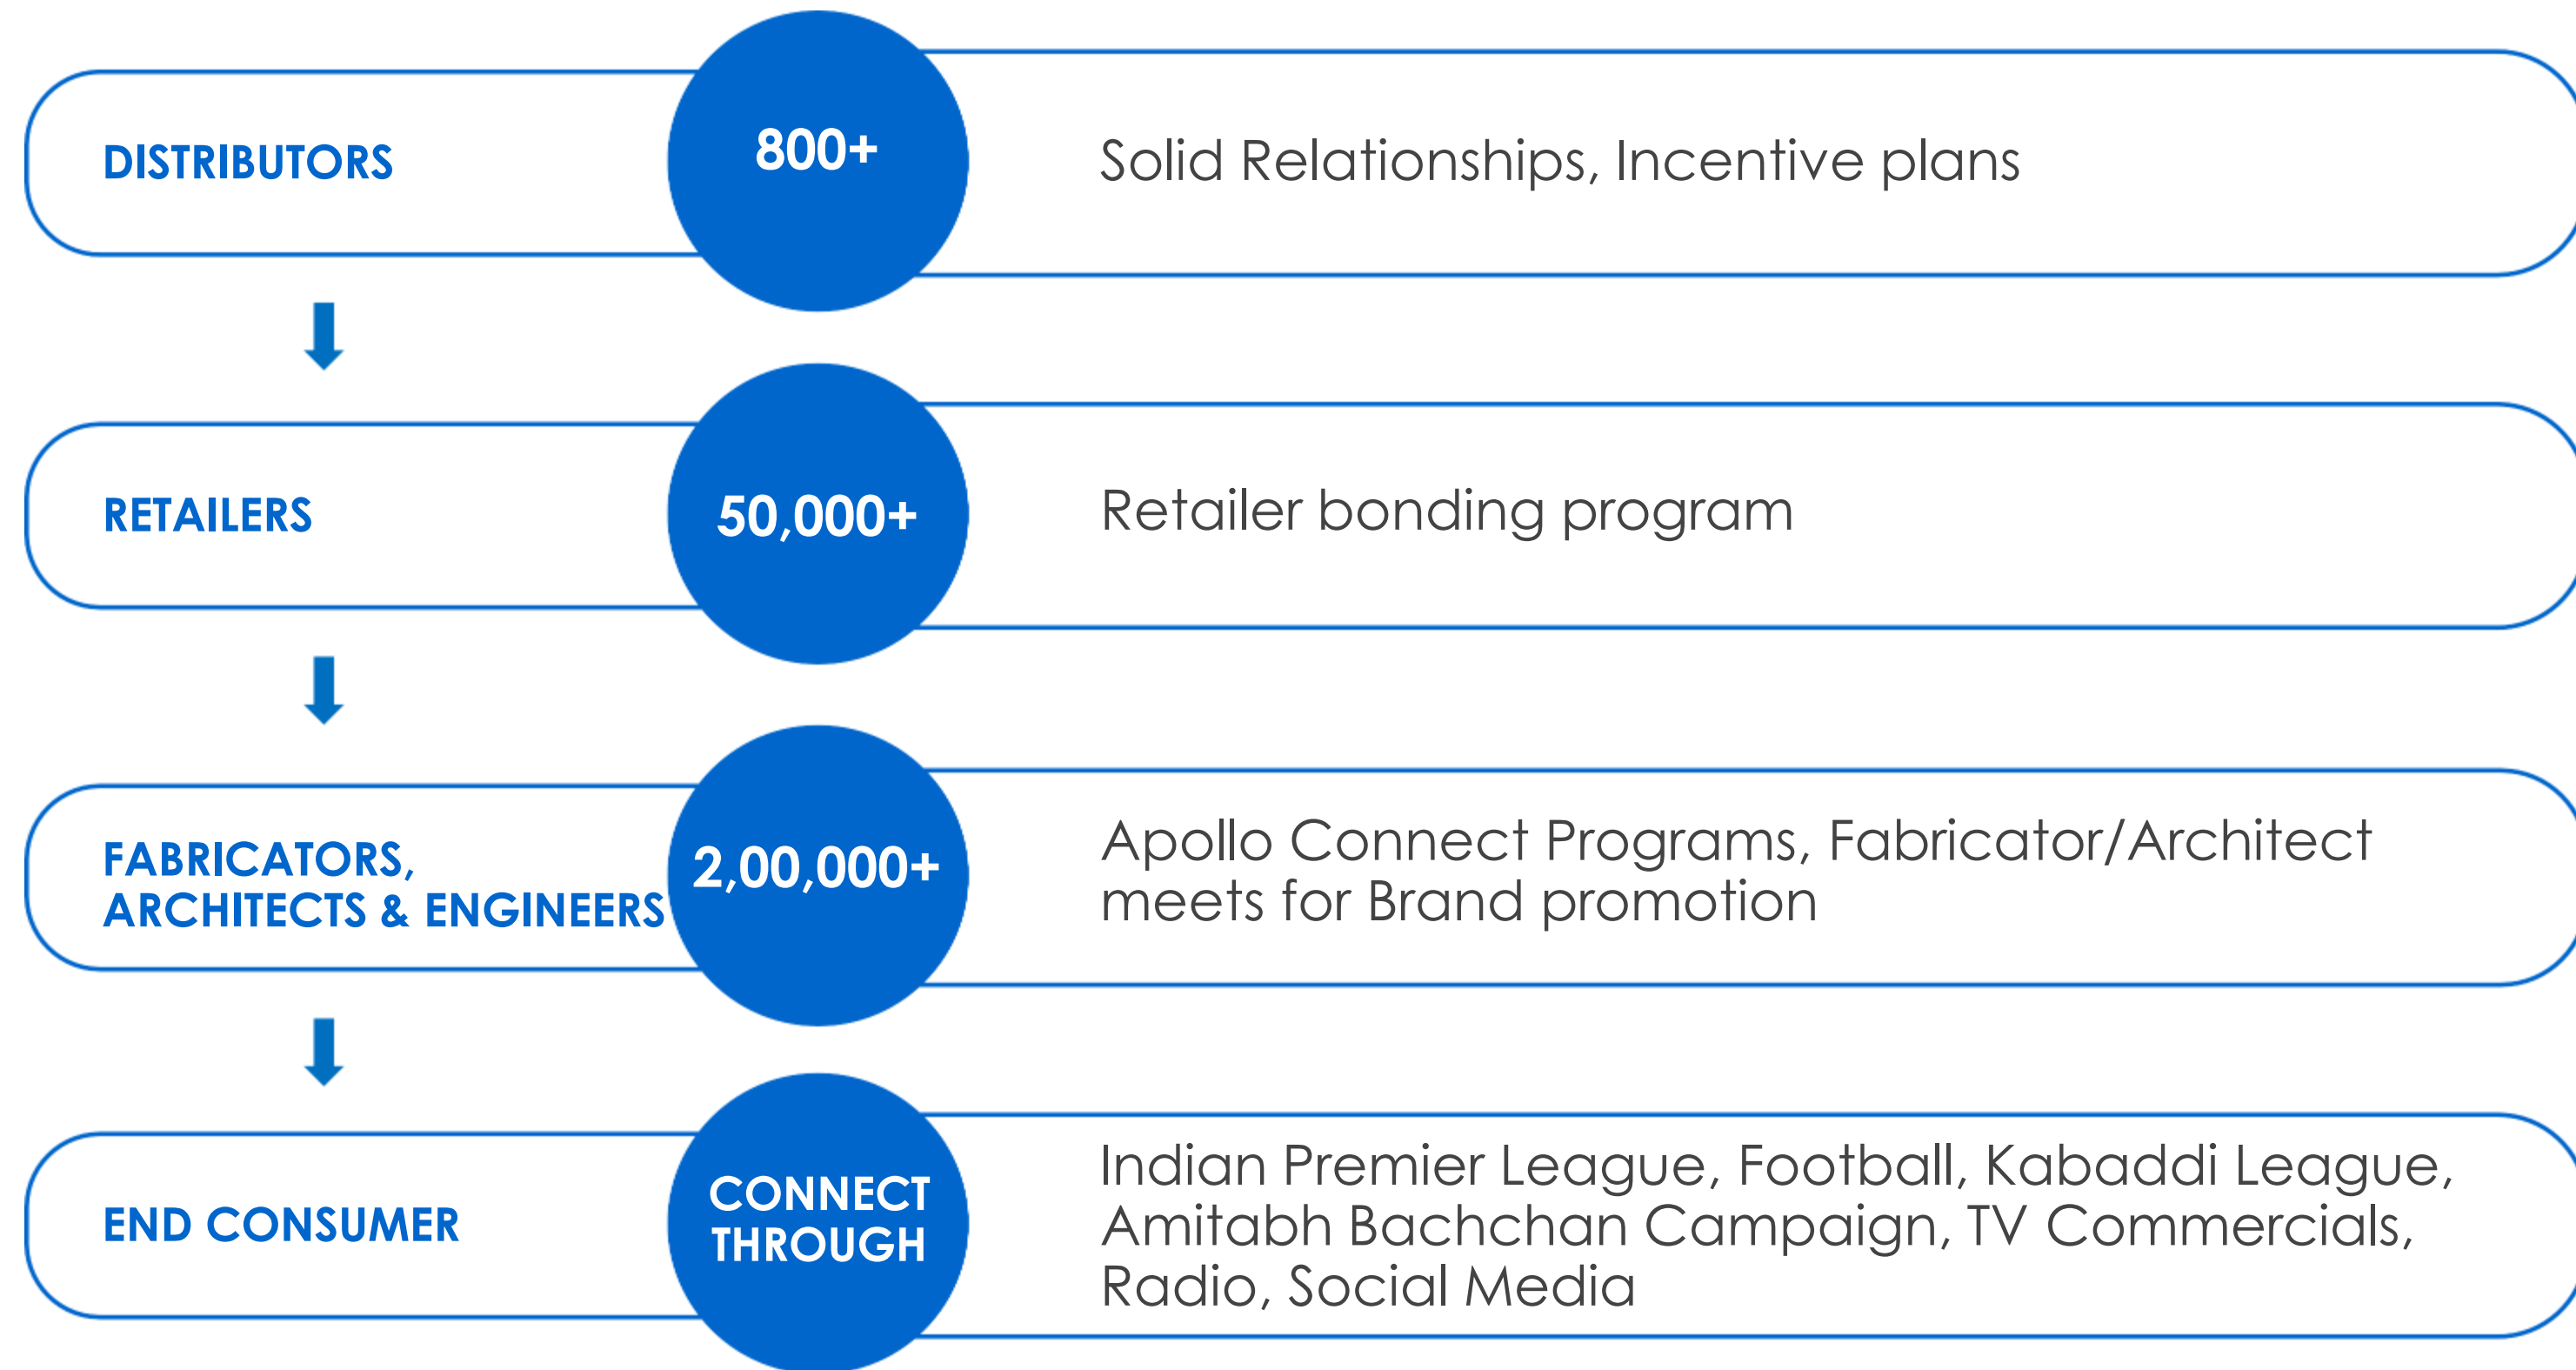 DISTRIBUTORS
800+
Solid Relationships, Incentive plans
RETAILERS
50,000+
Retailer bonding program
FABRICATORS,
ARCHITECTS & ENGINEERS
2,00,000+
Apollo Connect Programs, Fabricator/Architect
meets for Brand promotion
END CONSUMER
CONNECT
THROUGH
Indian Premier League, Football, Kabaddi League,
Amitabh Bachchan Campaign, TV Commercials,
Radio, Social Media